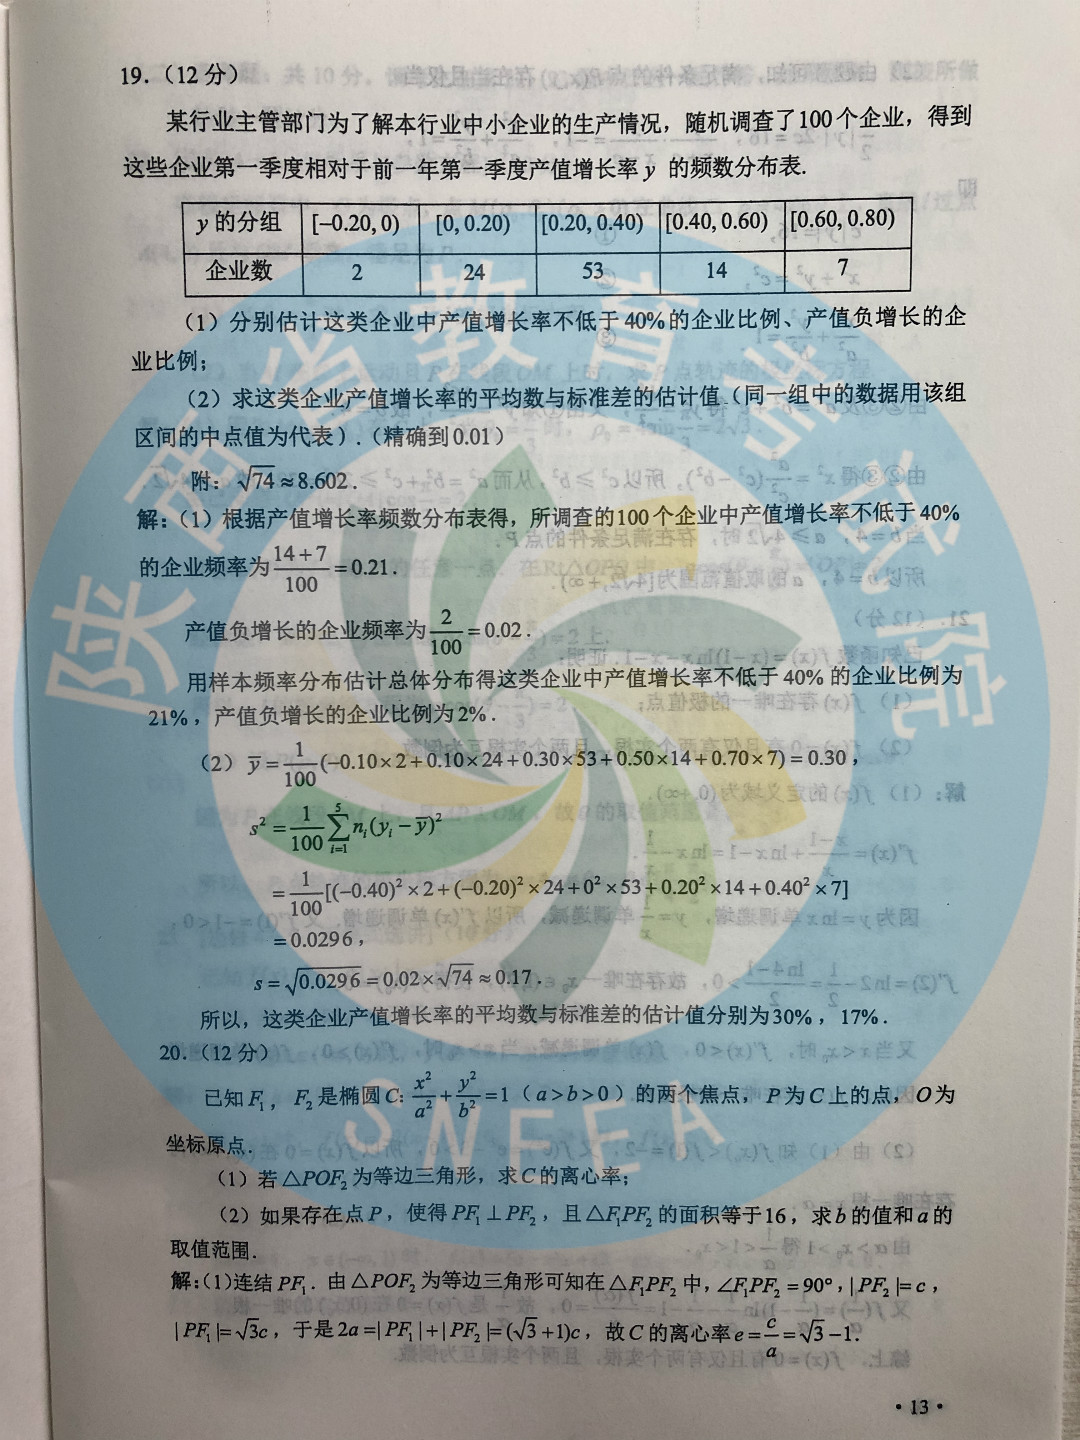 19.（12 分）
某行业主管部门为了解本行业中小企业的生产情况，随机调查了100个企业，得到
这些企业第一季度相对于前一年第一季度产值增长率 y 的频数分布表.
y 的分组 [−0.20, 0) [0, 0.20) [0.20, 0.40) [0.40, 0.60) [0.60, 0.80)
企业数 2 24 53 14 7
（1）分别估计这类企业中产值增长率不低于 40%的企业比例、产值负增长的企
业比例；
（2）求这类企业产值增长率的平均数与标准差的估计值（同一组中的数据用该组
区间的中点值为代表）.（精确到 0.01）
附：√74 ≈ 8.602.
解：（1）根据产值增长率频数分布表得，所调查的100个企业中产值增长率不低于 40%
的企业频率为 (14+7)/100 = 0.21.
产值负增长的企业频率为 2/100 = 0.02.
用样本频率分布估计总体分布得这类企业中产值增长率不低于 40% 的企业比例为
21%，产值负增长的企业比例为2%.
（2）ȳ = 1/100 (−0.10×2+0.10×24+0.30×53+0.50×14+0.70×7) = 0.30，
s² = 1/100 ∑_{i=1}^{5} nᵢ(yᵢ − ȳ)²
= 1/100 [(−0.40)²×2+(−0.20)²×24+0²×53+0.20²×14+0.40²×7]
= 0.0296，
s = √0.0296 = 0.02×√74 ≈ 0.17.
所以，这类企业产值增长率的平均数与标准差的估计值分别为30%，17%.
20.（12 分）
已知 F₁，F₂ 是椭圆 C: x²/a² + y²/b² = 1（a > b > 0）的两个焦点，P 为 C 上的点，O 为
坐标原点.
（1）若 △POF₂ 为等边三角形，求 C 的离心率；
（2）如果存在点 P，使得 PF₁ ⊥ PF₂，且 △F₁PF₂ 的面积等于16，求 b 的值和 a 的
取值范围.
解：(1)连结 PF₁. 由 △POF₂ 为等边三角形可知在 △F₁PF₂ 中，∠F₁PF₂ = 90°，| PF₂ |= c，
| PF₁ |= √3c，于是 2a =| PF₁ | + | PF₂ |= (√3 +1)c，故 C 的离心率 e = c/a = √3 −1.
· 13 ·
陕西省教育考试院
SNEEA